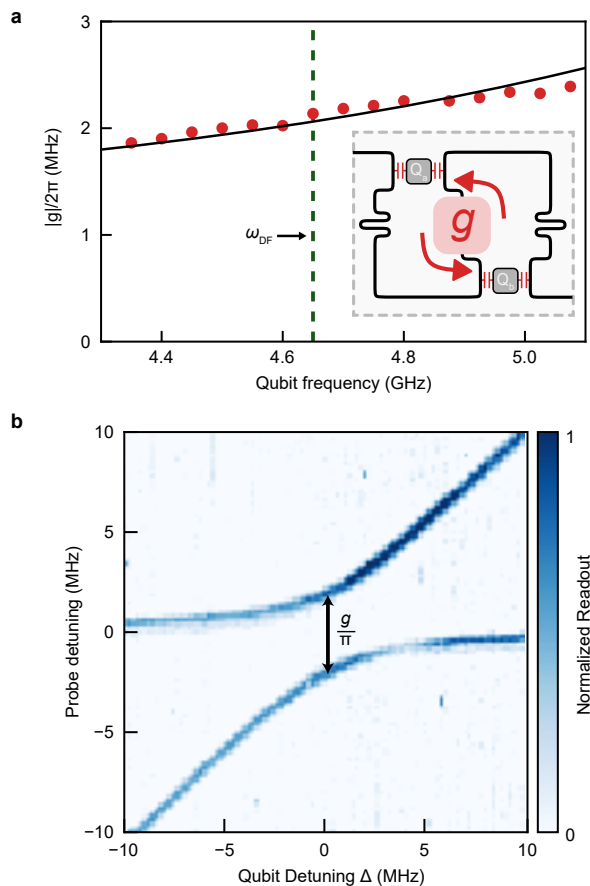 a
3
2
1
0
|g|/2π (MHz)
ω_DF
Q_a
g
Q_b
4.4
4.6
4.8
5.0
Qubit frequency (GHz)
b
10
5
0
−5
−10
Probe detuning (MHz)
g
π
−10
−5
0
5
10
Qubit Detuning Δ (MHz)
1
0
Normalized Readout